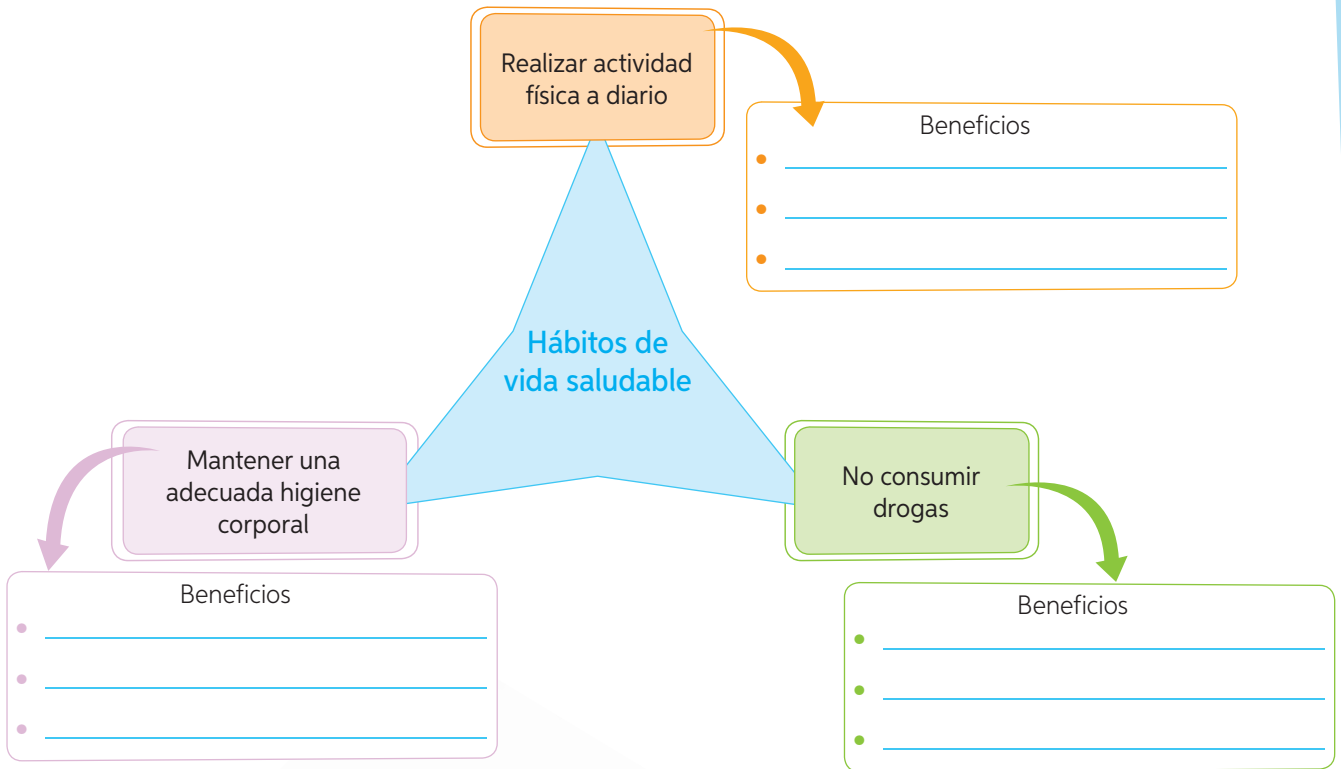 Realizar actividad
física a diario
Beneficios
Hábitos de
vida saludable
Mantener una
adecuada higiene
corporal
Beneficios
No consumir
drogas
Beneficios